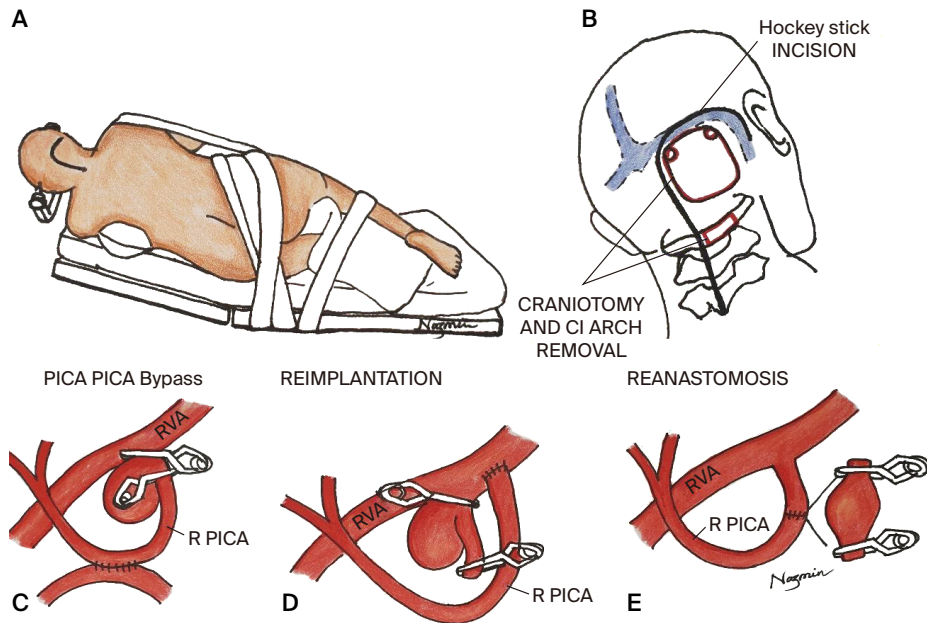 A
B
Hockey stick
INCISION
CRANIOTOMY
AND CI ARCH
REMOVAL
Nazmin
PICA PICA Bypass
REIMPLANTATION
REANASTOMOSIS
RVA
R PICA
C
RVA
R PICA
D
RVA
R PICA
Nazmin
E